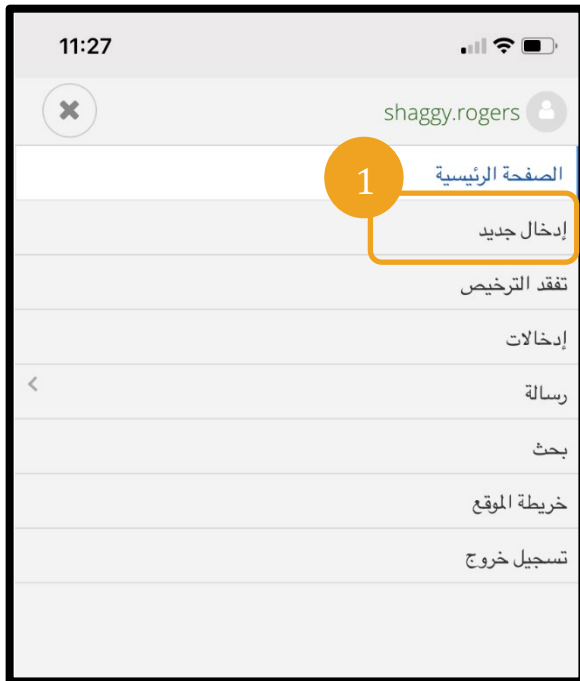 11:27
shaggy.rogers
الصفحة الرئيسية
1
إدخال جديد
تفقد الترخيص
إدخالات
رسالة
بحث
خريطة الموقع
تسجيل خروج